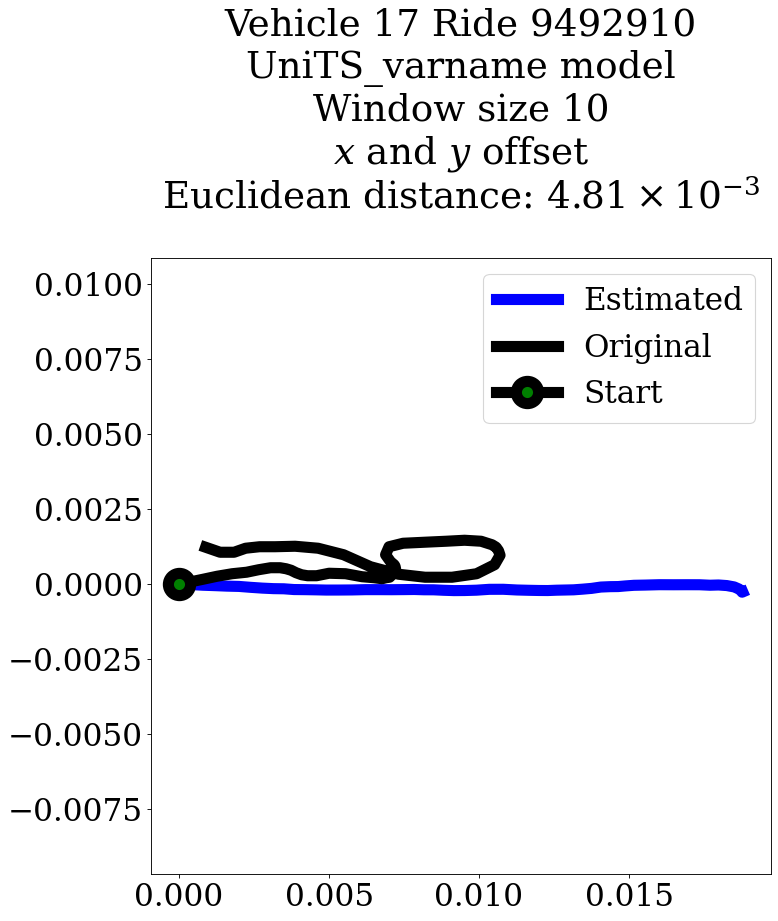 Vehicle 17 Ride 9492910
UniTS_varname model
Window size 10
x and y offset
Euclidean distance: 4.81 × 10⁻³
Estimated
Original
Start
0.0100
0.0075
0.0050
0.0025
0.0000
−0.0025
−0.0050
−0.0075
0.000 0.005 0.010 0.015